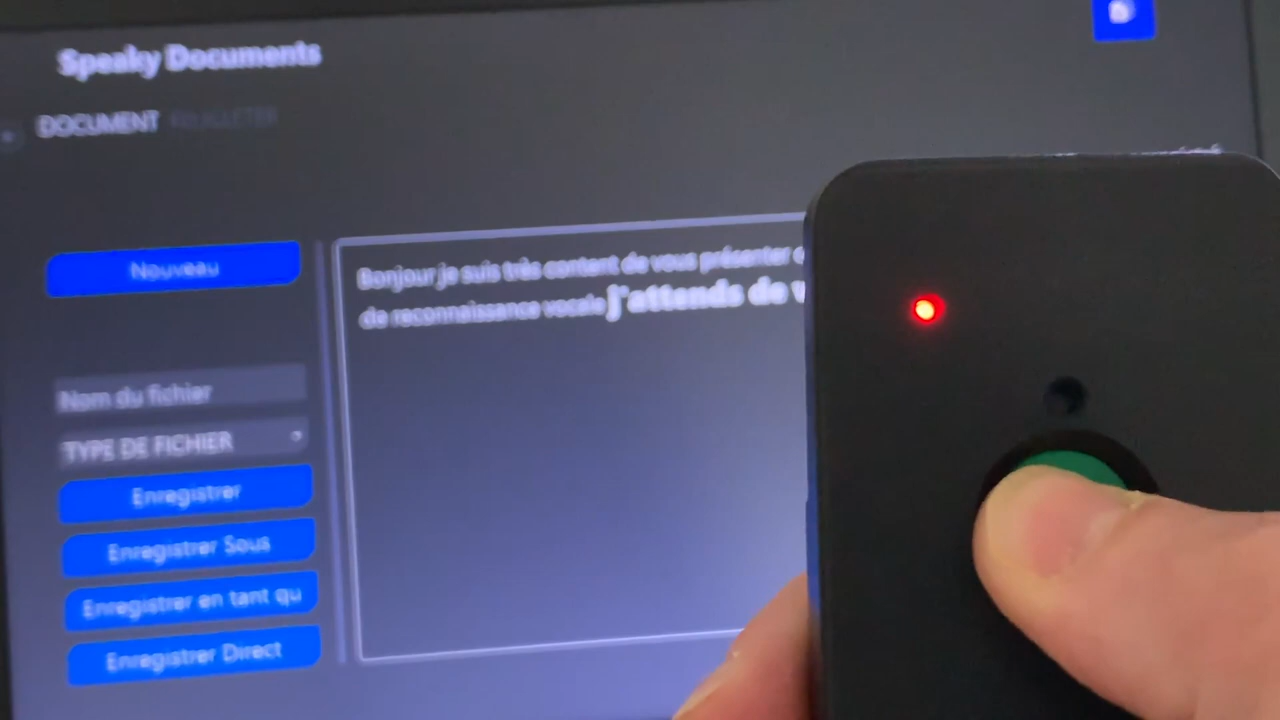 Speaky Documents
DOCUMENT
Nouveau
Bonjour je suis très content de vous présenter
de reconnaissance vocale j'attends de
Nom du fichier
TYPE DE FICHIER
Enregistrer
Enregistrer Sous
Enregistrer en tant qu
Enregistrer Direct